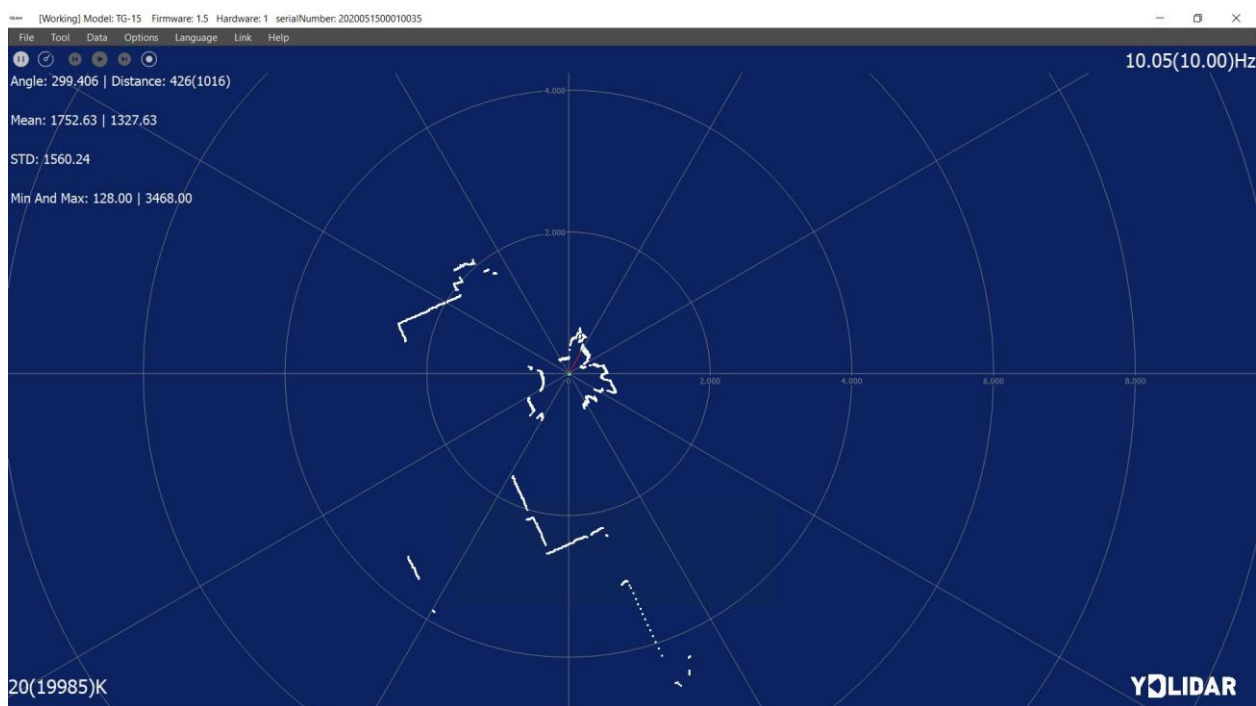 [Working] Model: TG-15 Firmware: 1.5 Hardware: 1 serialNumber: 2020051500010035
File Tool Data Options Language Link Help
10.05(10.00)Hz
Angle: 299.406 | Distance: 426(1016)
4,000
Mean: 1752.63 | 1327.63
STD: 1560.24
Min And Max: 128.00 | 3468.00
2,000
0 2,000 4,000 6,000 8,000
20(19985)K
YDLIDAR